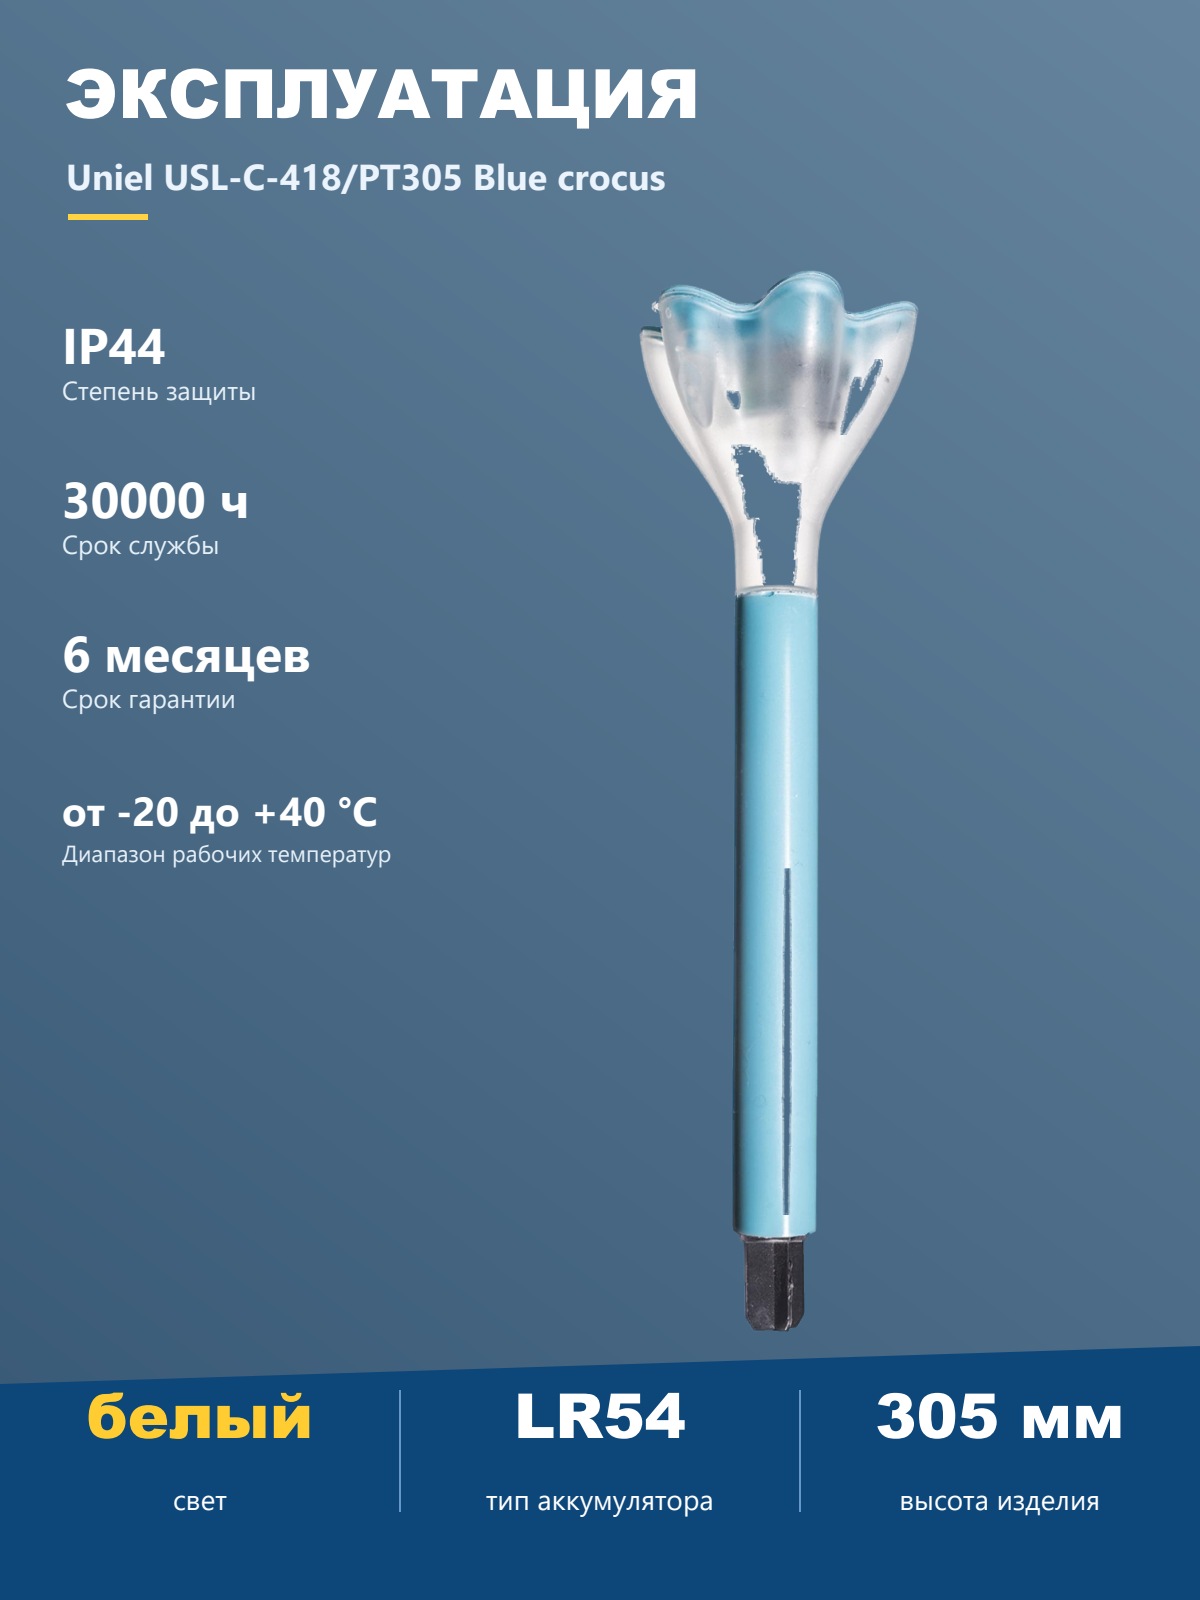 ЭКСПЛУАТАЦИЯ
Uniel USL-C-418/PT305 Blue crocus
IP44
Степень защиты
30000 ч
Срок службы
6 месяцев
Срок гарантии
от -20 до +40 °C
Диапазон рабочих температур
белый
свет
LR54
тип аккумулятора
305 мм
высота изделия